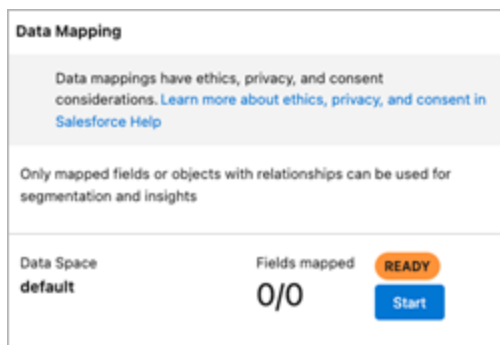 Data Mapping
Data mappings have ethics, privacy, and consent
considerations. Learn more about ethics, privacy, and consent in
Salesforce Help
Only mapped fields or objects with relationships can be used for
segmentation and insights
Data Space
default
Fields mapped
0/0
READY
Start